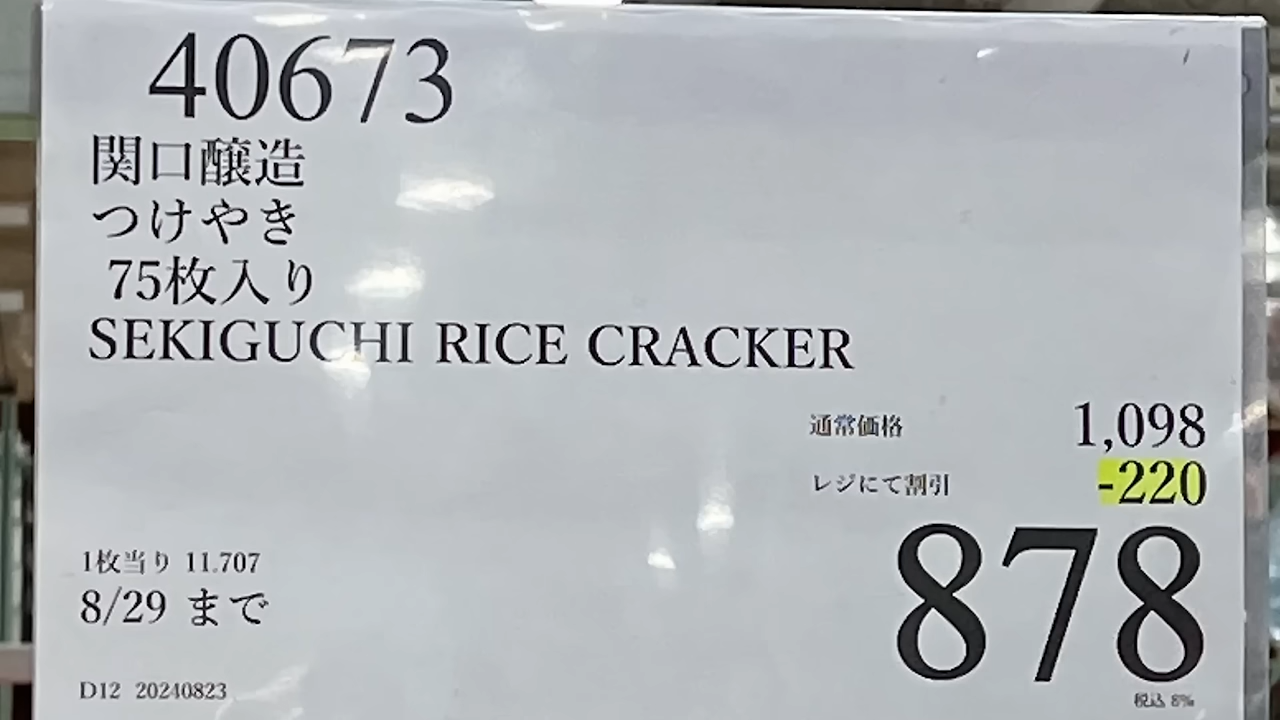 40673
関口醸造
つけやき
75枚入り
SEKIGUCHI RICE CRACKER
通常価格 1,098
レジにて割引 -220
878
税込 8%
1枚当り 11.707
8/29 まで
D12 20240823